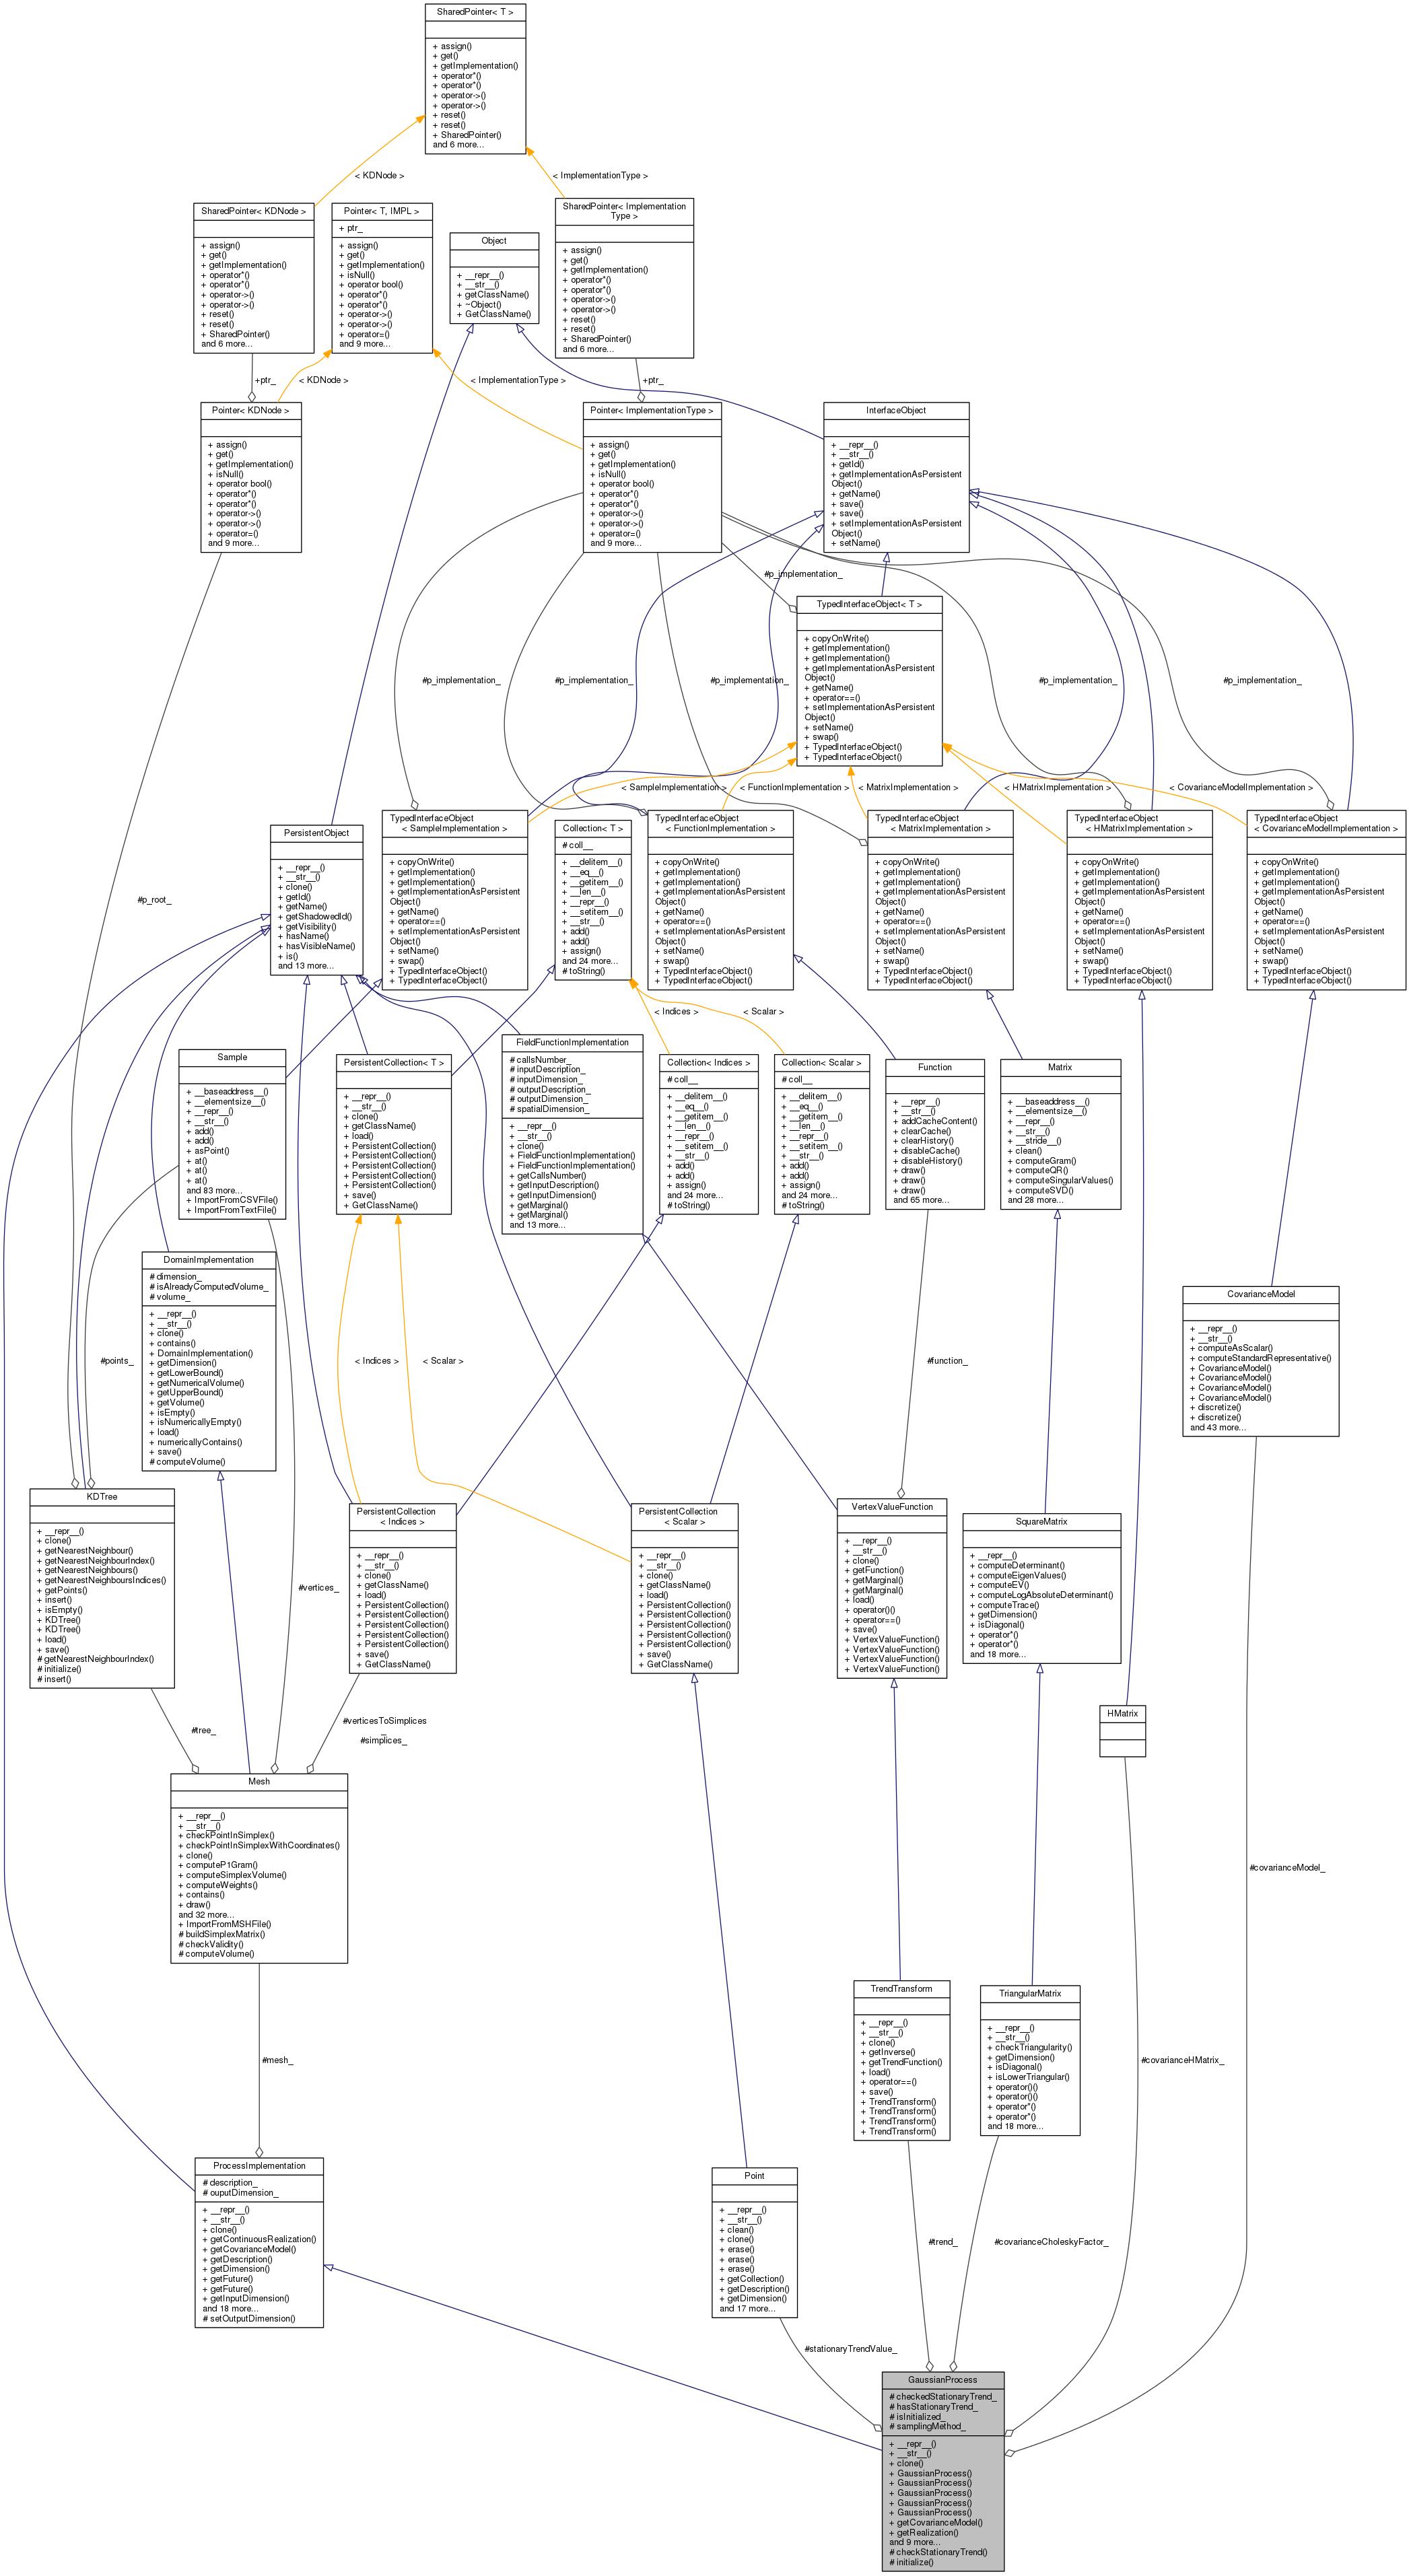 SharedPointer< T >
+ assign()
+ get()
+ getImplementation()
+ operator*()
+ operator*()
+ operator->()
+ operator->()
+ reset()
+ reset()
+ SharedPointer()
and 6 more...
< KDNode >
< ImplementationType >
SharedPointer< KDNode >
+ assign()
+ get()
+ getImplementation()
+ operator*()
+ operator*()
+ operator->()
+ operator->()
+ reset()
+ reset()
+ SharedPointer()
and 6 more...
Pointer< T, IMPL >
+ ptr_
+ assign()
+ get()
+ getImplementation()
+ isNull()
+ operator bool()
+ operator*()
+ operator*()
+ operator->()
+ operator->()
+ operator=()
and 9 more...
Object
+ __repr__()
+ __str__()
+ getClassName()
+ ~Object()
+ GetClassName()
SharedPointer< Implementation
Type >
+ assign()
+ get()
+ getImplementation()
+ operator*()
+ operator*()
+ operator->()
+ operator->()
+ reset()
+ reset()
+ SharedPointer()
and 6 more...
+ptr_
< KDNode >
< ImplementationType >
+ptr_
Pointer< KDNode >
+ assign()
+ get()
+ getImplementation()
+ isNull()
+ operator bool()
+ operator*()
+ operator*()
+ operator->()
+ operator->()
+ operator=()
and 9 more...
Pointer< ImplementationType >
+ assign()
+ get()
+ getImplementation()
+ isNull()
+ operator bool()
+ operator*()
+ operator*()
+ operator->()
+ operator->()
+ operator=()
and 9 more...
InterfaceObject
+ __repr__()
+ __str__()
+ getId()
+ getImplementationAsPersistent
Object()
+ getName()
+ save()
+ save()
+ setImplementationAsPersistent
Object()
+ setName()
#p_implementation_
TypedInterfaceObject< T >
+ copyOnWrite()
+ getImplementation()
+ getImplementation()
+ getImplementationAsPersistent
Object()
+ getName()
+ operator==()
+ setImplementationAsPersistent
Object()
+ setName()
+ swap()
+ TypedInterfaceObject()
+ TypedInterfaceObject()
#p_implementation_
#p_implementation_
#p_implementation_
#p_implementation_
#p_implementation_
< SampleImplementation >
< FunctionImplementation >
< MatrixImplementation >
< HMatrixImplementation >
< CovarianceModelImplementation >
#p_root_
PersistentObject
+ __repr__()
+ __str__()
+ clone()
+ getId()
+ getName()
+ getShadowedId()
+ getVisibility()
+ hasName()
+ hasVisibleName()
+ is()
and 13 more...
TypedInterfaceObject
< SampleImplementation >
+ copyOnWrite()
+ getImplementation()
+ getImplementation()
+ getImplementationAsPersistent
Object()
+ getName()
+ operator==()
+ setImplementationAsPersistent
Object()
+ setName()
+ swap()
+ TypedInterfaceObject()
+ TypedInterfaceObject()
Collection< T >
# coll__
+ __delitem__()
+ __eq__()
+ __getitem__()
+ __len__()
+ __repr__()
+ __setitem__()
+ __str__()
+ add()
+ add()
+ assign()
and 24 more...
# toString()
TypedInterfaceObject
< FunctionImplementation >
+ copyOnWrite()
+ getImplementation()
+ getImplementation()
+ getImplementationAsPersistent
Object()
+ getName()
+ operator==()
+ setImplementationAsPersistent
Object()
+ setName()
+ swap()
+ TypedInterfaceObject()
+ TypedInterfaceObject()
TypedInterfaceObject
< MatrixImplementation >
+ copyOnWrite()
+ getImplementation()
+ getImplementation()
+ getImplementationAsPersistent
Object()
+ getName()
+ operator==()
+ setImplementationAsPersistent
Object()
+ setName()
+ swap()
+ TypedInterfaceObject()
+ TypedInterfaceObject()
TypedInterfaceObject
< HMatrixImplementation >
+ copyOnWrite()
+ getImplementation()
+ getImplementation()
+ getImplementationAsPersistent
Object()
+ getName()
+ operator==()
+ setImplementationAsPersistent
Object()
+ setName()
+ swap()
+ TypedInterfaceObject()
+ TypedInterfaceObject()
TypedInterfaceObject
< CovarianceModelImplementation >
+ copyOnWrite()
+ getImplementation()
+ getImplementation()
+ getImplementationAsPersistent
Object()
+ getName()
+ operator==()
+ setImplementationAsPersistent
Object()
+ setName()
+ swap()
+ TypedInterfaceObject()
+ TypedInterfaceObject()
< Indices >
< Scalar >
Sample
+ __baseaddress__()
+ __elementsize__()
+ __repr__()
+ __str__()
+ add()
+ add()
+ asPoint()
+ at()
+ at()
+ at()
and 83 more...
+ ImportFromCSVFile()
+ ImportFromTextFile()
PersistentCollection< T >
+ __repr__()
+ __str__()
+ clone()
+ getClassName()
+ load()
+ PersistentCollection()
+ PersistentCollection()
+ PersistentCollection()
+ PersistentCollection()
+ PersistentCollection()
+ save()
+ GetClassName()
FieldFunctionImplementation
# callsNumber_
# inputDescription_
# inputDimension_
# outputDescription_
# outputDimension_
# spatialDimension_
+ __repr__()
+ __str__()
+ clone()
+ FieldFunctionImplementation()
+ FieldFunctionImplementation()
+ getCallsNumber()
+ getInputDescription()
+ getInputDimension()
+ getMarginal()
+ getMarginal()
and 13 more...
Collection< Indices >
# coll__
+ __delitem__()
+ __eq__()
+ __getitem__()
+ __len__()
+ __repr__()
+ __setitem__()
+ __str__()
+ add()
+ add()
+ assign()
and 24 more...
# toString()
Collection< Scalar >
# coll__
+ __delitem__()
+ __eq__()
+ __getitem__()
+ __len__()
+ __repr__()
+ __setitem__()
+ __str__()
+ add()
+ add()
+ assign()
and 24 more...
# toString()
Function
+ __repr__()
+ __str__()
+ addCacheContent()
+ clearCache()
+ clearHistory()
+ disableCache()
+ disableHistory()
+ draw()
+ draw()
+ draw()
and 65 more...
Matrix
+ __baseaddress__()
+ __elementsize__()
+ __repr__()
+ __str__()
+ __stride__()
+ clean()
+ computeGram()
+ computeQR()
+ computeSingularValues()
+ computeSVD()
and 28 more...
DomainImplementation
# dimension_
# isAlreadyComputedVolume_
# volume_
+ __repr__()
+ __str__()
+ clone()
+ contains()
+ DomainImplementation()
+ getDimension()
+ getLowerBound()
+ getNumericalVolume()
+ getUpperBound()
+ getVolume()
+ isEmpty()
+ isNumericallyEmpty()
+ load()
+ numericallyContains()
+ save()
# computeVolume()
CovarianceModel
+ __repr__()
+ __str__()
+ computeAsScalar()
+ computeStandardRepresentative()
+ CovarianceModel()
+ CovarianceModel()
+ CovarianceModel()
+ CovarianceModel()
+ discretize()
+ discretize()
and 43 more...
#points_
< Indices >
< Scalar >
#function_
KDTree
+ __repr__()
+ clone()
+ getNearestNeighbour()
+ getNearestNeighbourIndex()
+ getNearestNeighbours()
+ getNearestNeighboursIndices()
+ getPoints()
+ insert()
+ isEmpty()
+ KDTree()
+ KDTree()
+ load()
+ save()
# getNearestNeighbourIndex()
# initialize()
# insert()
#vertices_
PersistentCollection
< Indices >
+ __repr__()
+ __str__()
+ clone()
+ getClassName()
+ load()
+ PersistentCollection()
+ PersistentCollection()
+ PersistentCollection()
+ PersistentCollection()
+ PersistentCollection()
+ save()
+ GetClassName()
PersistentCollection
< Scalar >
+ __repr__()
+ __str__()
+ clone()
+ getClassName()
+ load()
+ PersistentCollection()
+ PersistentCollection()
+ PersistentCollection()
+ PersistentCollection()
+ PersistentCollection()
+ save()
+ GetClassName()
VertexValueFunction
+ __repr__()
+ __str__()
+ clone()
+ getFunction()
+ getMarginal()
+ getMarginal()
+ load()
+ operator()()
+ operator==()
+ save()
+ VertexValueFunction()
+ VertexValueFunction()
+ VertexValueFunction()
+ VertexValueFunction()
SquareMatrix
+ __repr__()
+ computeDeterminant()
+ computeEigenValues()
+ computeEV()
+ computeLogAbsoluteDeterminant()
+ computeTrace()
+ getDimension()
+ isDiagonal()
+ operator*()
+ operator*()
and 18 more...
HMatrix
#tree_
#verticesToSimplices
_
#simplices_
Mesh
+ __repr__()
+ __str__()
+ checkPointInSimplex()
+ checkPointInSimplexWithCoordinates()
+ clone()
+ computeP1Gram()
+ computeSimplexVolume()
+ computeWeights()
+ contains()
+ draw()
and 32 more...
+ ImportFromMSHFile()
# buildSimplexMatrix()
# checkValidity()
# computeVolume()
#covarianceModel_
TrendTransform
+ __repr__()
+ __str__()
+ clone()
+ getInverse()
+ getTrendFunction()
+ load()
+ operator==()
+ save()
+ TrendTransform()
+ TrendTransform()
+ TrendTransform()
+ TrendTransform()
TriangularMatrix
+ __repr__()
+ __str__()
+ checkTriangularity()
+ getDimension()
+ isDiagonal()
+ isLowerTriangular()
+ operator()()
+ operator()()
+ operator*()
+ operator*()
and 18 more...
#mesh_
#covarianceHMatrix_
ProcessImplementation
# description_
# ouputDimension_
+ __repr__()
+ __str__()
+ clone()
+ getContinuousRealization()
+ getCovarianceModel()
+ getDescription()
+ getDimension()
+ getFuture()
+ getFuture()
+ getInputDimension()
and 18 more...
# setOutputDimension()
Point
+ __repr__()
+ __str__()
+ clean()
+ clone()
+ erase()
+ erase()
+ erase()
+ getCollection()
+ getDescription()
+ getDimension()
and 17 more...
#trend_
#covarianceCholeskyFactor_
#stationaryTrendValue_
GaussianProcess
# checkedStationaryTrend_
# hasStationaryTrend_
# isInitialized_
# samplingMethod_
+ __repr__()
+ __str__()
+ clone()
+ GaussianProcess()
+ GaussianProcess()
+ GaussianProcess()
+ GaussianProcess()
+ GaussianProcess()
+ getCovarianceModel()
+ getRealization()
and 9 more...
# checkStationaryTrend()
# initialize()